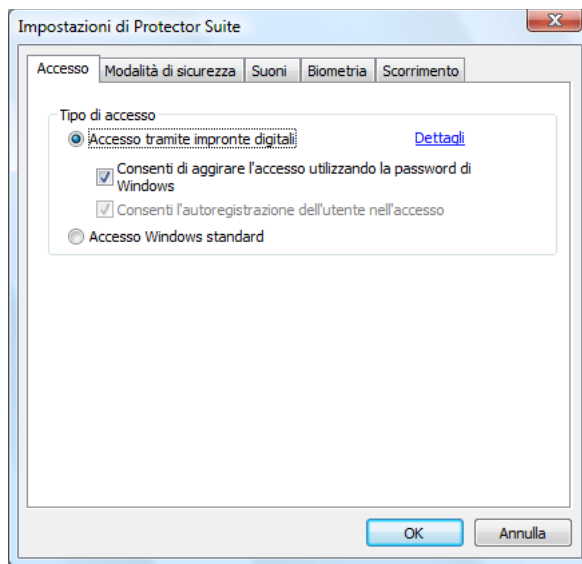 Impostazioni di Protector Suite
Accesso Modalità di sicurezza Suoni Biometria Scorrimento
Tipo di accesso
Accesso tramite impronte digitali Dettagli
Consenti di aggirare l'accesso utilizzando la password di
Windows
Consenti l'autoregistrazione dell'utente nell'accesso
Accesso Windows standard
OK Annulla